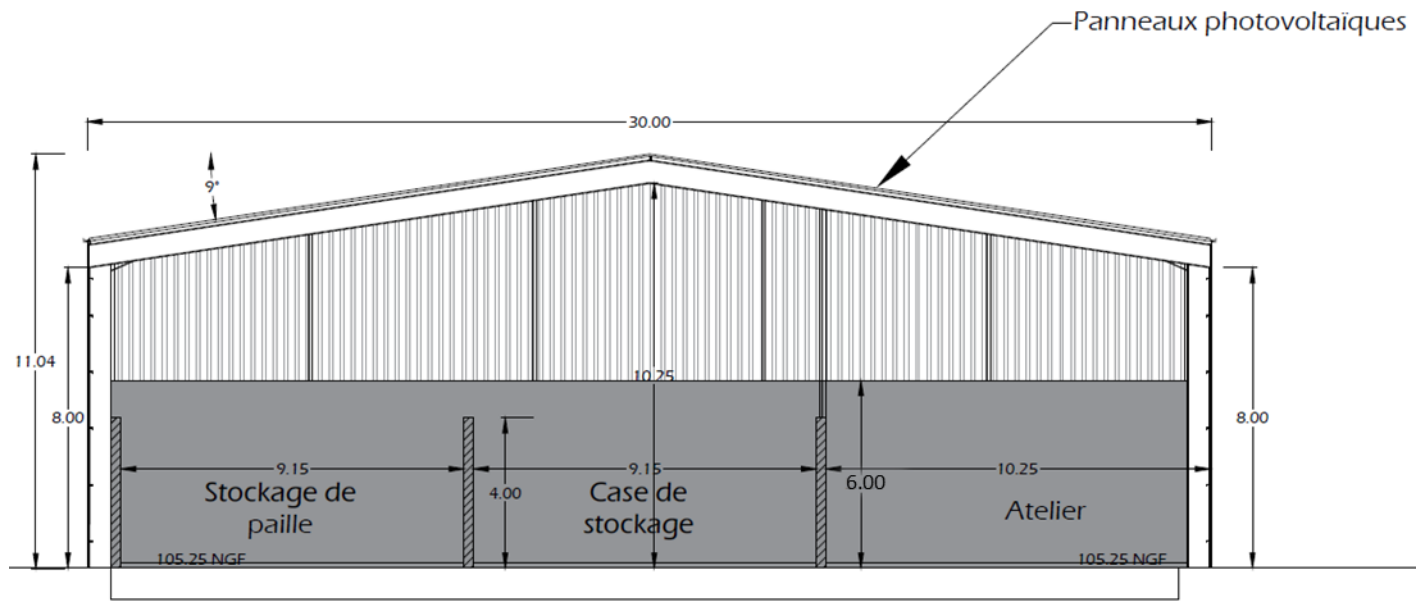 Panneaux photovoltaïques
30.00
9°
11.04
10.25
8.00
8.00
9.15
9.15
10.25
4.00
6.00
Stockage de
paille
Case de
stockage
Atelier
105.25 NGF
105.25 NGF